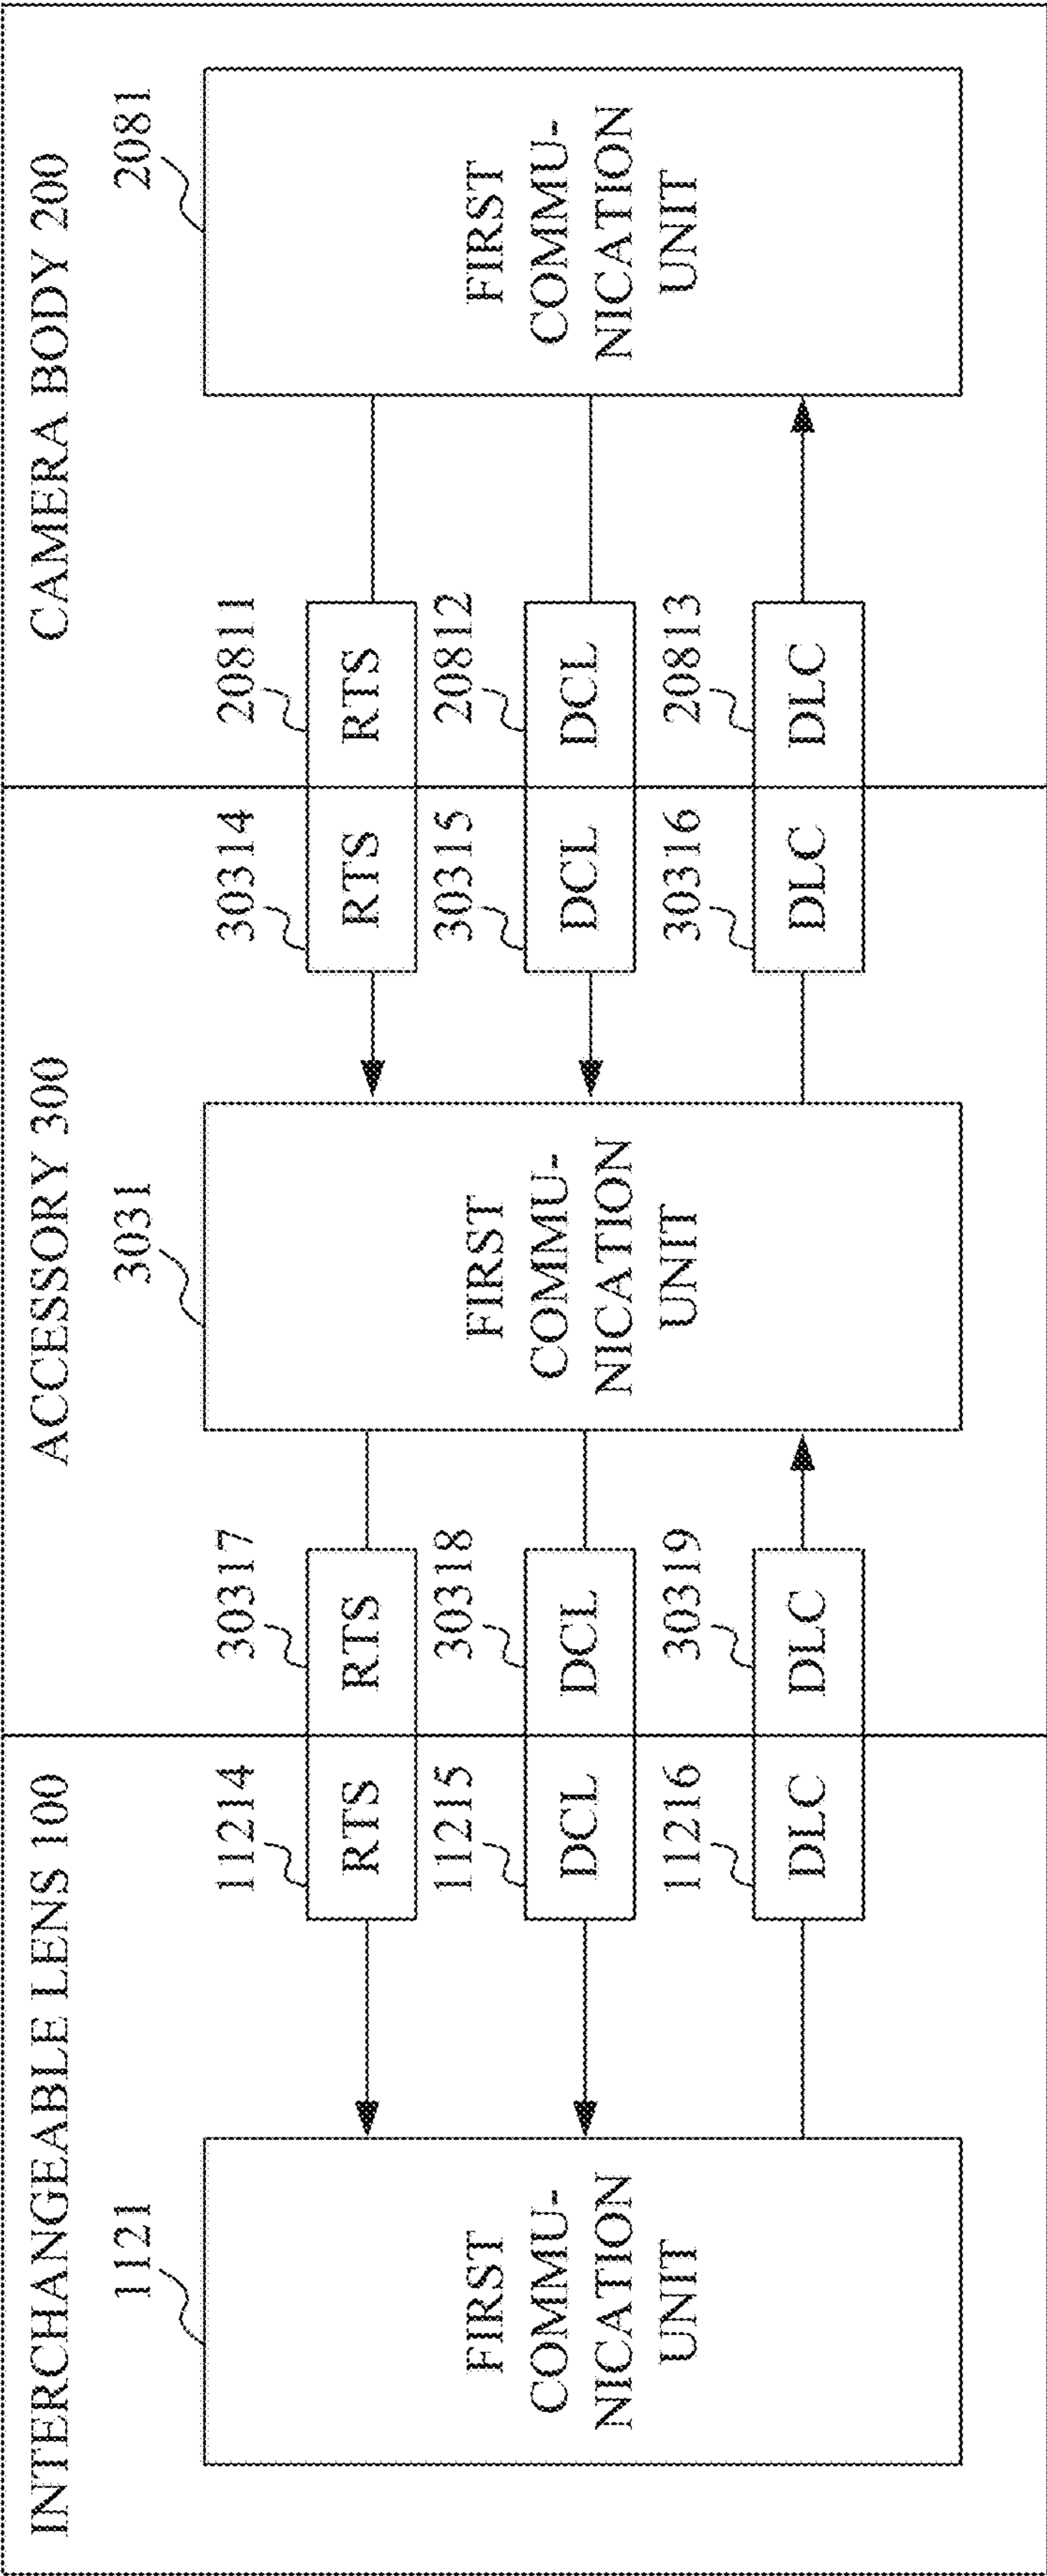 INTERCHANGEABLE LENS 100
ACCESSORY 300
CAMERA BODY 200
1121
3031
2081
11214
30317
30314
20811
RTS
RTS
RTS
RTS
11215
30318
30315
20812
DCL
DCL
DCL
DCL
11216
30319
30316
20813
DLC
DLC
DLC
DLC
FIRST
COMMU-
NICATION
UNIT
FIRST
COMMU-
NICATION
UNIT
FIRST
COMMU-
NICATION
UNIT